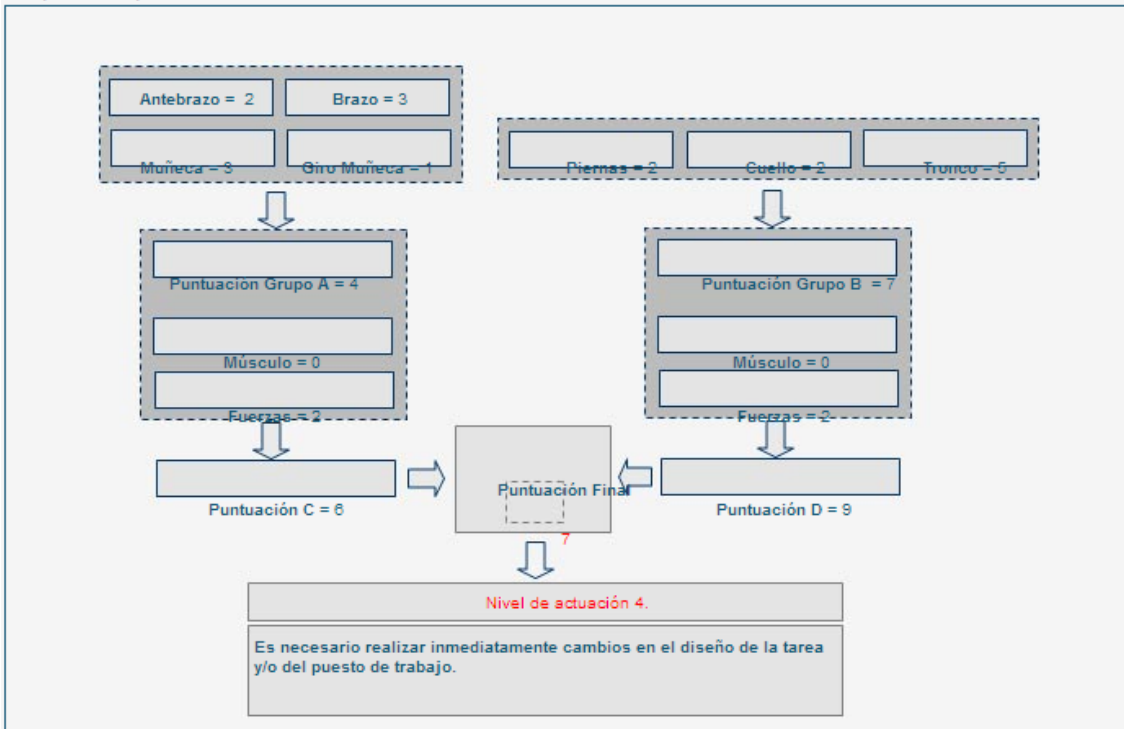 Antebrazo = 2
Brazo = 3
Muñeca = 3
Giro Muñeca = 1
Piernas = 2
Cuello = 2
Tronco = 5
Puntuación Grupo A = 4
Puntuación Grupo B = 7
Músculo = 0
Músculo = 0
Fuerzas = 2
Fuerzas = 2
Puntuación Final
Puntuación C = 6
Puntuación D = 9
7
Nivel de actuación 4.
Es necesario realizar inmediatamente cambios en el diseño de la tarea
y/o del puesto de trabajo.